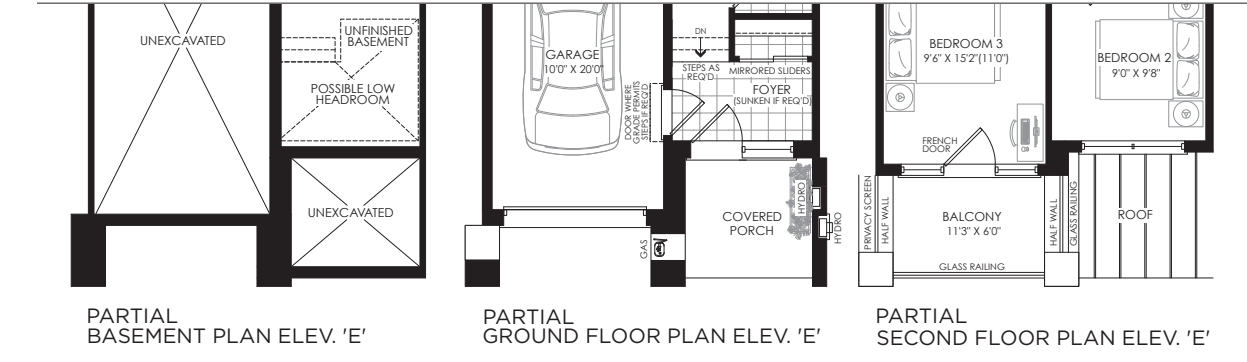 UNEXCAVATED
UNFINISHED
BASEMENT
POSSIBLE LOW
HEADROOM
UNEXCAVATED
PARTIAL
BASEMENT PLAN ELEV. 'E'
GARAGE
10'0" X 20'0"
DN
STEPS AS
REQ'D
MIRRORED SLIDERS
FOYER
(SUNKEN IF REQ'D)
DOOR WHERE
GRADE PERMITS
STEPS IF REQ'D
COVERED
PORCH
HYDRO
HYDRO
GAS
PARTIAL
GROUND FLOOR PLAN ELEV. 'E'
BEDROOM 3
9'6" X 15'2"(11'0")
BEDROOM 2
9'0" X 9'8"
FRENCH
DOOR
PRIVACY SCREEN
HALF WALL
BALCONY
11'3" X 6'0"
HALF WALL
GLASS RAILING
ROOF
GLASS RAILING
PARTIAL
SECOND FLOOR PLAN ELEV. 'E'